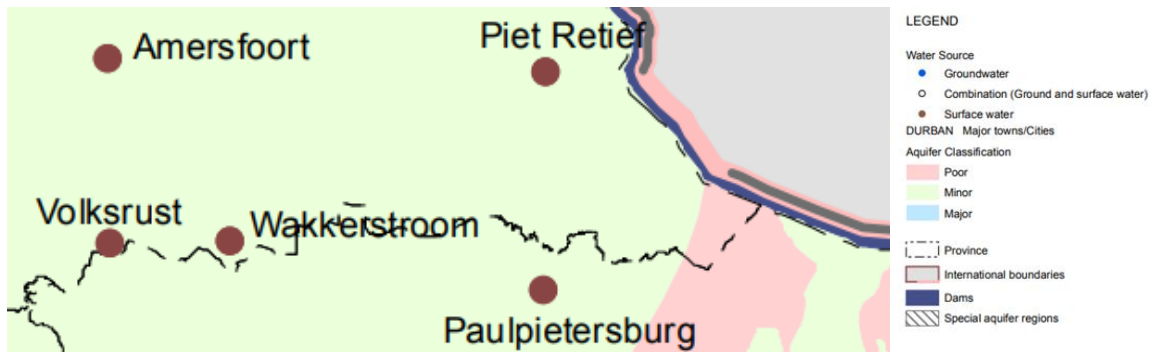 Amersfoort
Piet Retief
Volksrust
Wakkerstroom
Paulpietersburg
LEGEND
Water Source
Groundwater
Combination (Ground and surface water)
Surface water
DURBAN Major towns/Cities
Aquifer Classification
Poor
Minor
Major
Province
International boundaries
Dams
Special aquifer regions